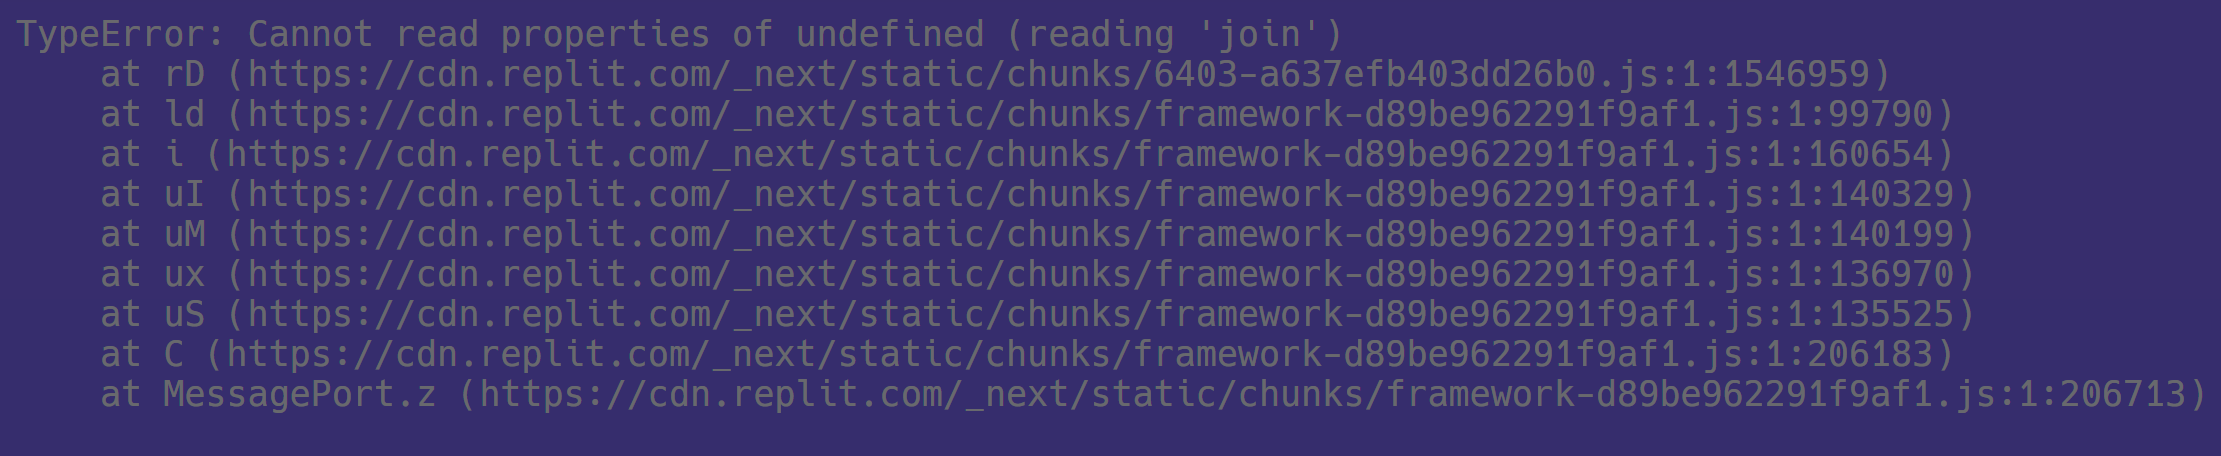 TypeError: Cannot read properties of undefined (reading 'join')
    at rD (https://cdn.replit.com/_next/static/chunks/6403-a637efb403dd26b0.js:1:1546959)
    at ld (https://cdn.replit.com/_next/static/chunks/framework-d89be962291f9af1.js:1:99790)
    at i (https://cdn.replit.com/_next/static/chunks/framework-d89be962291f9af1.js:1:160654)
    at uI (https://cdn.replit.com/_next/static/chunks/framework-d89be962291f9af1.js:1:140329)
    at uM (https://cdn.replit.com/_next/static/chunks/framework-d89be962291f9af1.js:1:140199)
    at ux (https://cdn.replit.com/_next/static/chunks/framework-d89be962291f9af1.js:1:136970)
    at uS (https://cdn.replit.com/_next/static/chunks/framework-d89be962291f9af1.js:1:135525)
    at C (https://cdn.replit.com/_next/static/chunks/framework-d89be962291f9af1.js:1:206183)
    at MessagePort.z (https://cdn.replit.com/_next/static/chunks/framework-d89be962291f9af1.js:1:206713)